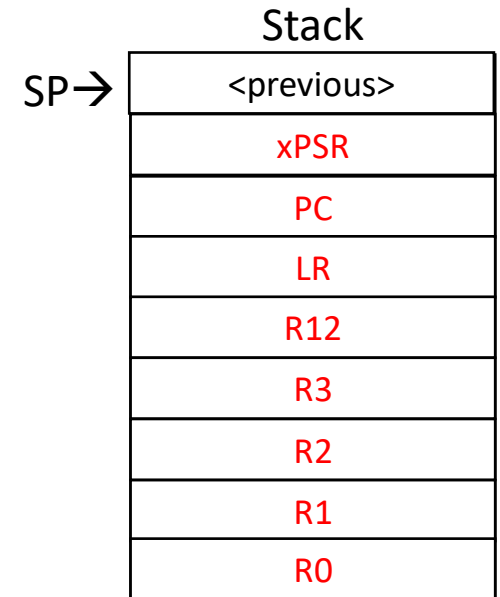 Stack
SP→ <previous>
xPSR
PC
LR
R12
R3
R2
R1
R0